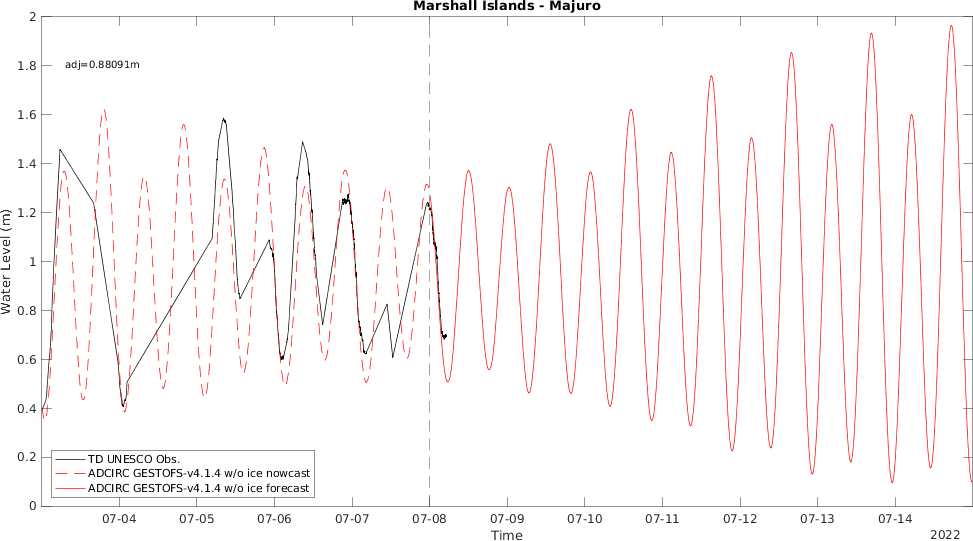 Marshall Islands - Majuro
adj=0.88091m
Water Level (m)
2
1.8
1.6
1.4
1.2
1
0.8
0.6
0.4
0.2
0
TD UNESCO Obs.
ADCIRC GESTOFS-v4.1.4 w/o ice nowcast
ADCIRC GESTOFS-v4.1.4 w/o ice forecast
07-04 07-05 07-06 07-07 07-08 07-09 07-10 07-11 07-12 07-13 07-14
Time
2022